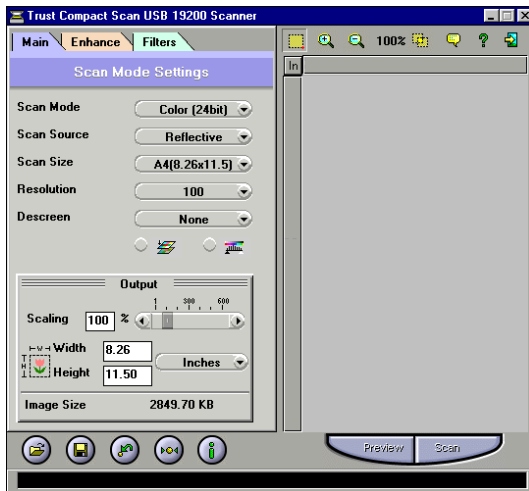 Trust Compact Scan USB 19200 Scanner
Main Enhance Filters
100%
Scan Mode Settings
In
Scan Mode Color (24bit)
Scan Source Reflective
Scan Size A4(8.26x11.5)
Resolution 100
Descreen None
Output
1 300 600
Scaling 100 %
W Width 8.26
Inches
H Height 11.50
Image Size 2849.70 KB
Preview Scan